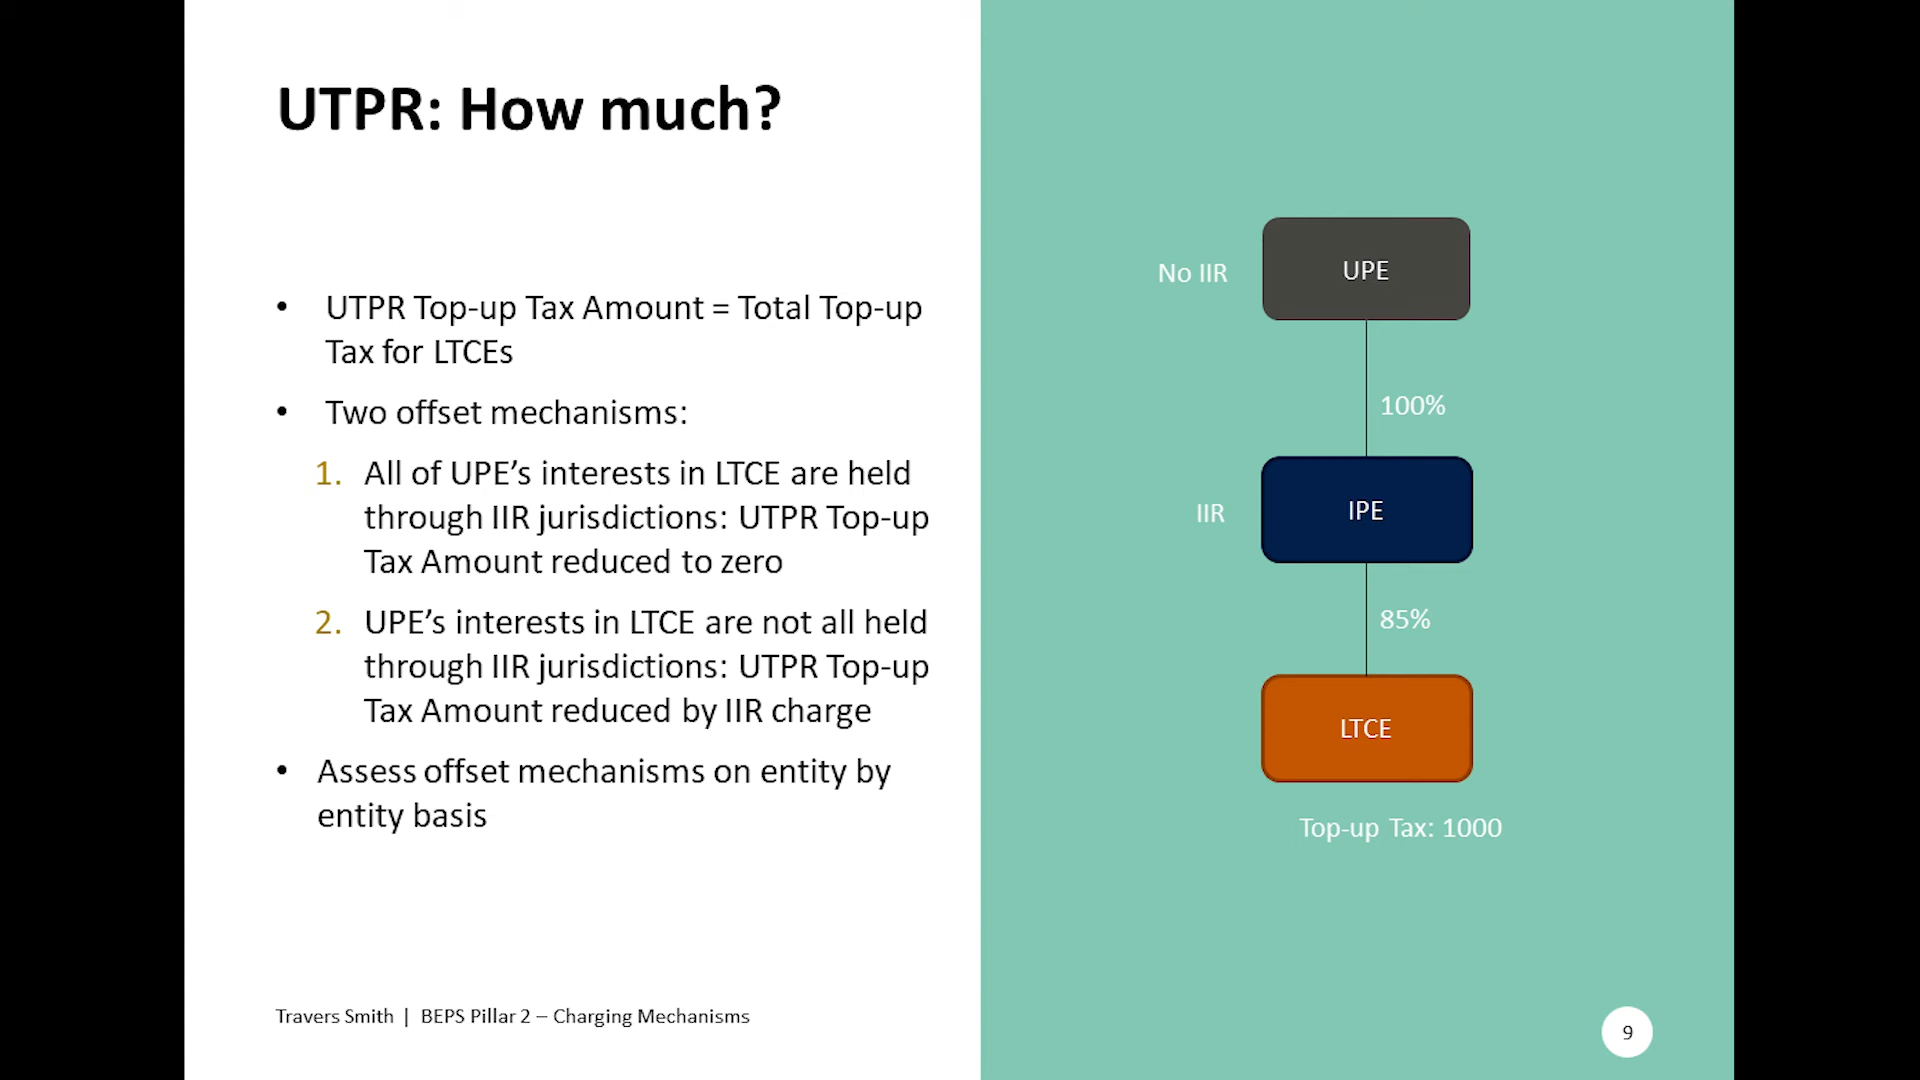 UTPR: How much?
• UTPR Top-up Tax Amount = Total Top-up
Tax for LTCEs
• Two offset mechanisms:
1. All of UPE’s interests in LTCE are held
through IIR jurisdictions: UTPR Top-up
Tax Amount reduced to zero
2. UPE’s interests in LTCE are not all held
through IIR jurisdictions: UTPR Top-up
Tax Amount reduced by IIR charge
• Assess offset mechanisms on entity by
entity basis
No IIR
UPE
100%
IIR
IPE
85%
LTCE
Top-up Tax: 1000
Travers Smith | BEPS Pillar 2 – Charging Mechanisms
9